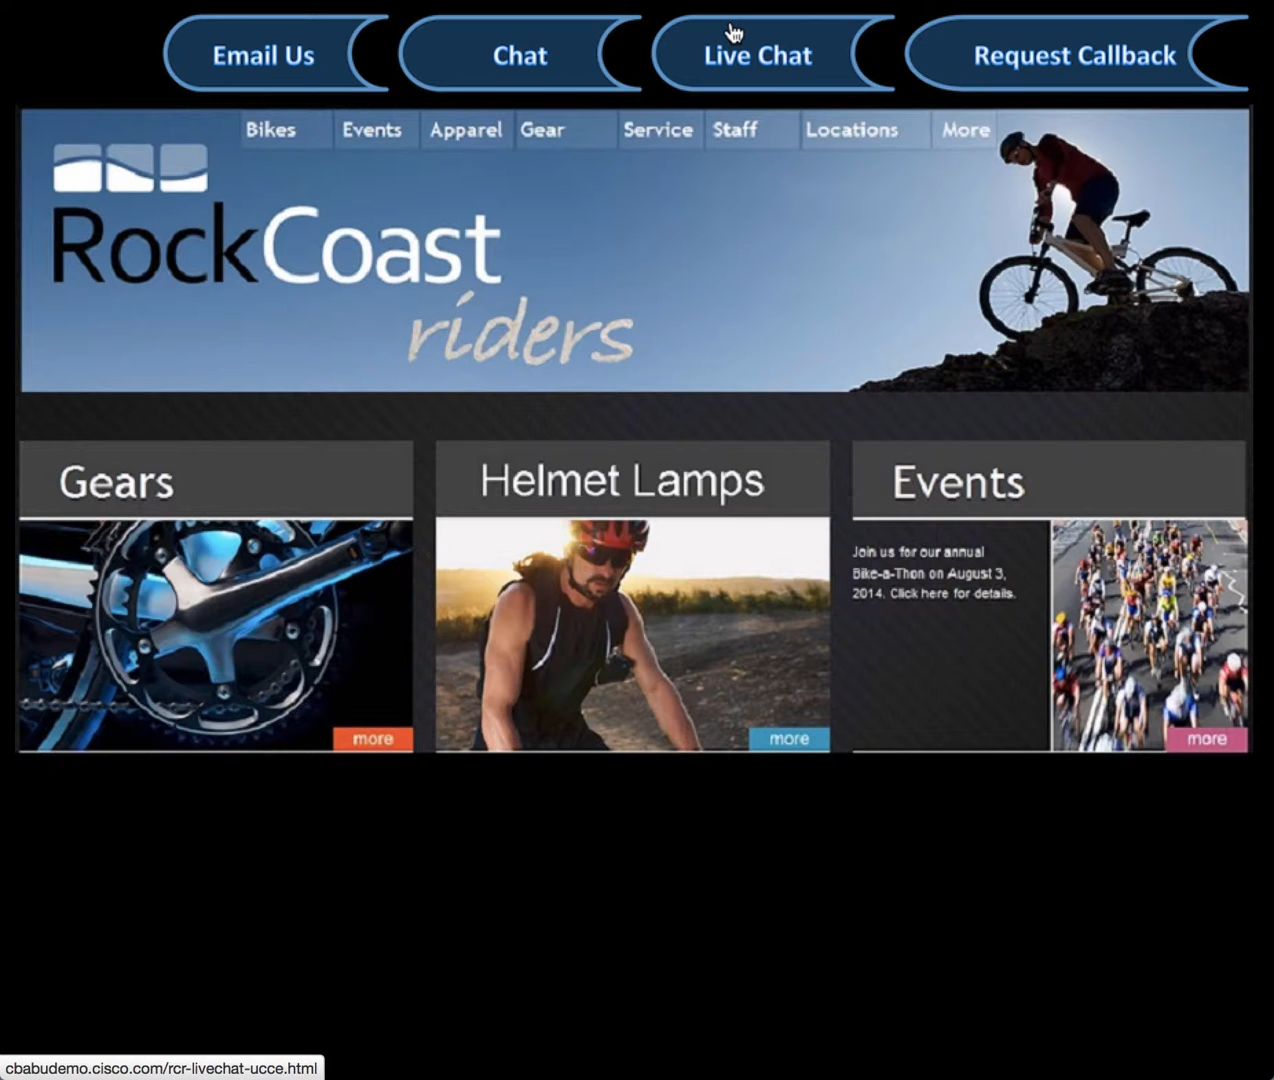 Email Us
Chat
Live Chat
Request Callback
Bikes
Events
Apparel
Gear
Service
Staff
Locations
More
RockCoast
riders
Gears
Helmet Lamps
Events
Join us for our annual
Bike-a-Thon on August 3,
2014. Click here for details.
more
more
more
cbabudemo.cisco.com/rcr-livechat-ucce.html